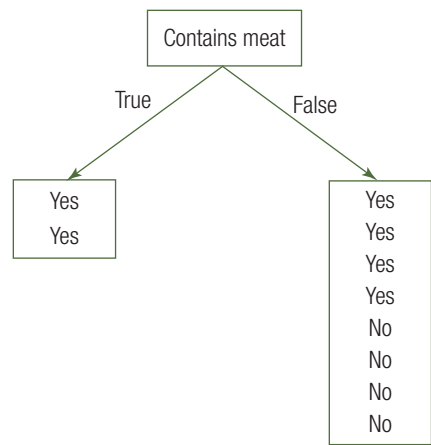 Contains meat
True
False
Yes
Yes
Yes
Yes
Yes
Yes
No
No
No
No